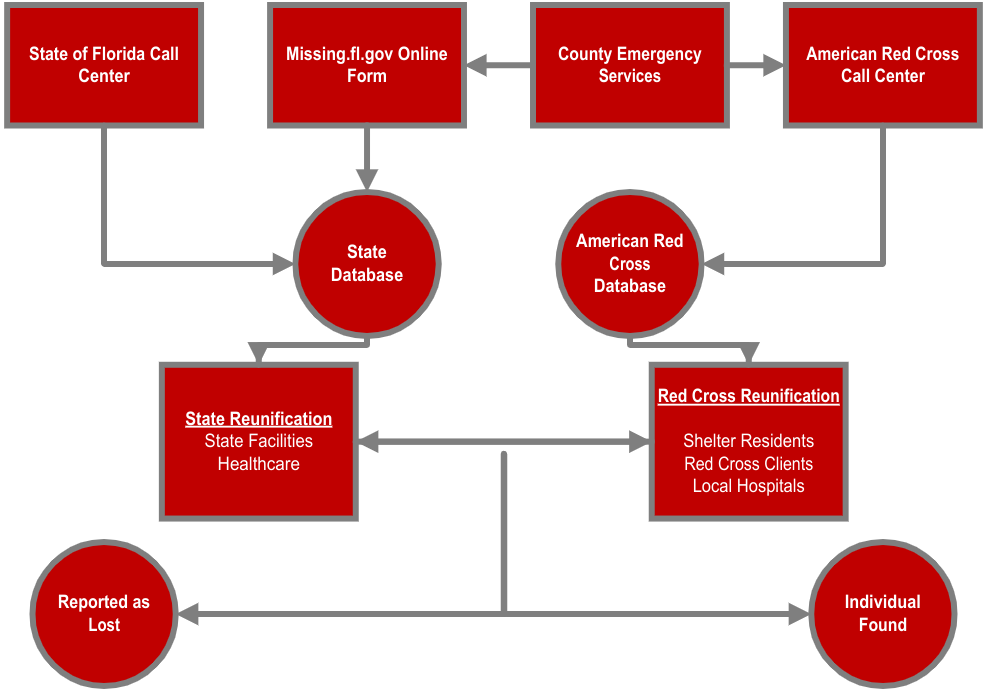 State of Florida Call
Center
Missing.fl.gov Online
Form
County Emergency
Services
American Red Cross
Call Center
State
Database
American Red
Cross
Database
State Reunification
State Facilities
Healthcare
Red Cross Reunification
Shelter Residents
Red Cross Clients
Local Hospitals
Reported as
Lost
Individual
Found